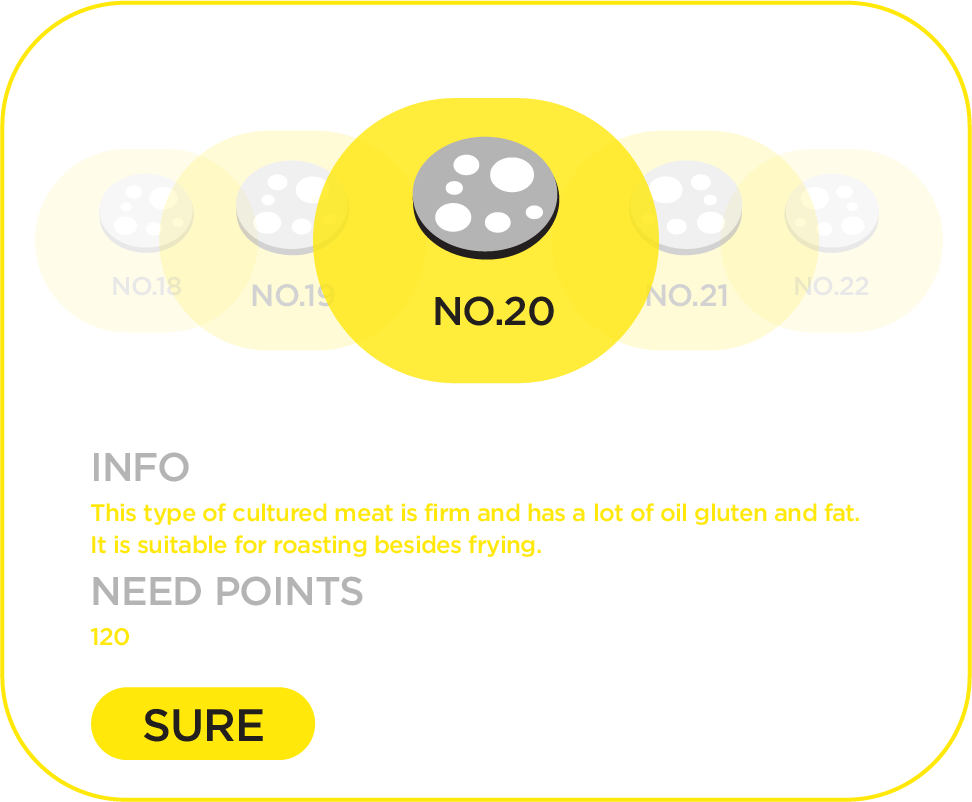 NO.18
NO.19
NO.20
NO.21
NO.22
INFO
This type of cultured meat is firm and has a lot of oil gluten and fat.
It is suitable for roasting besides frying.
NEED POINTS
120
SURE